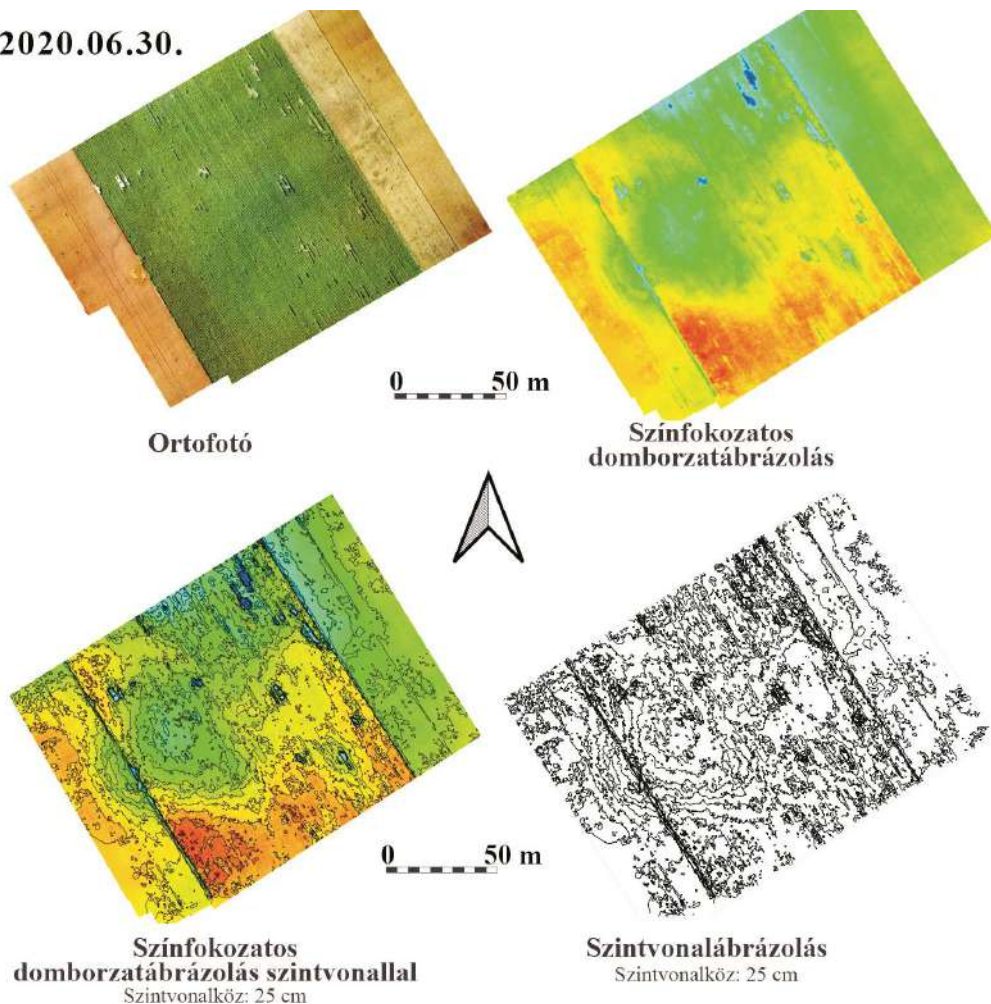 2020.06.30.
0 50 m
Ortofotó
Színfokozatos
domborzatábrázolás
0 50 m
Színfokozatos
domborzatábrázolás szintvonallal
Szintvonalköz: 25 cm
Szintvonalábrázolás
Szintvonalköz: 25 cm